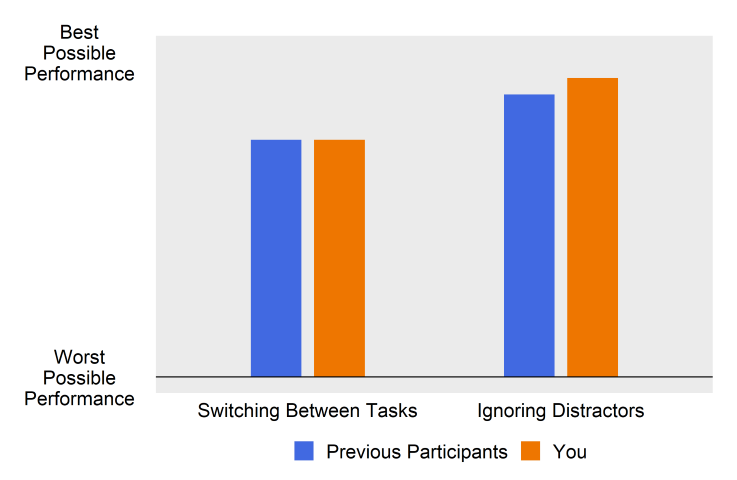 Best
Possible
Performance
Worst
Possible
Performance
Switching Between Tasks
Ignoring Distractors
Previous Participants
You